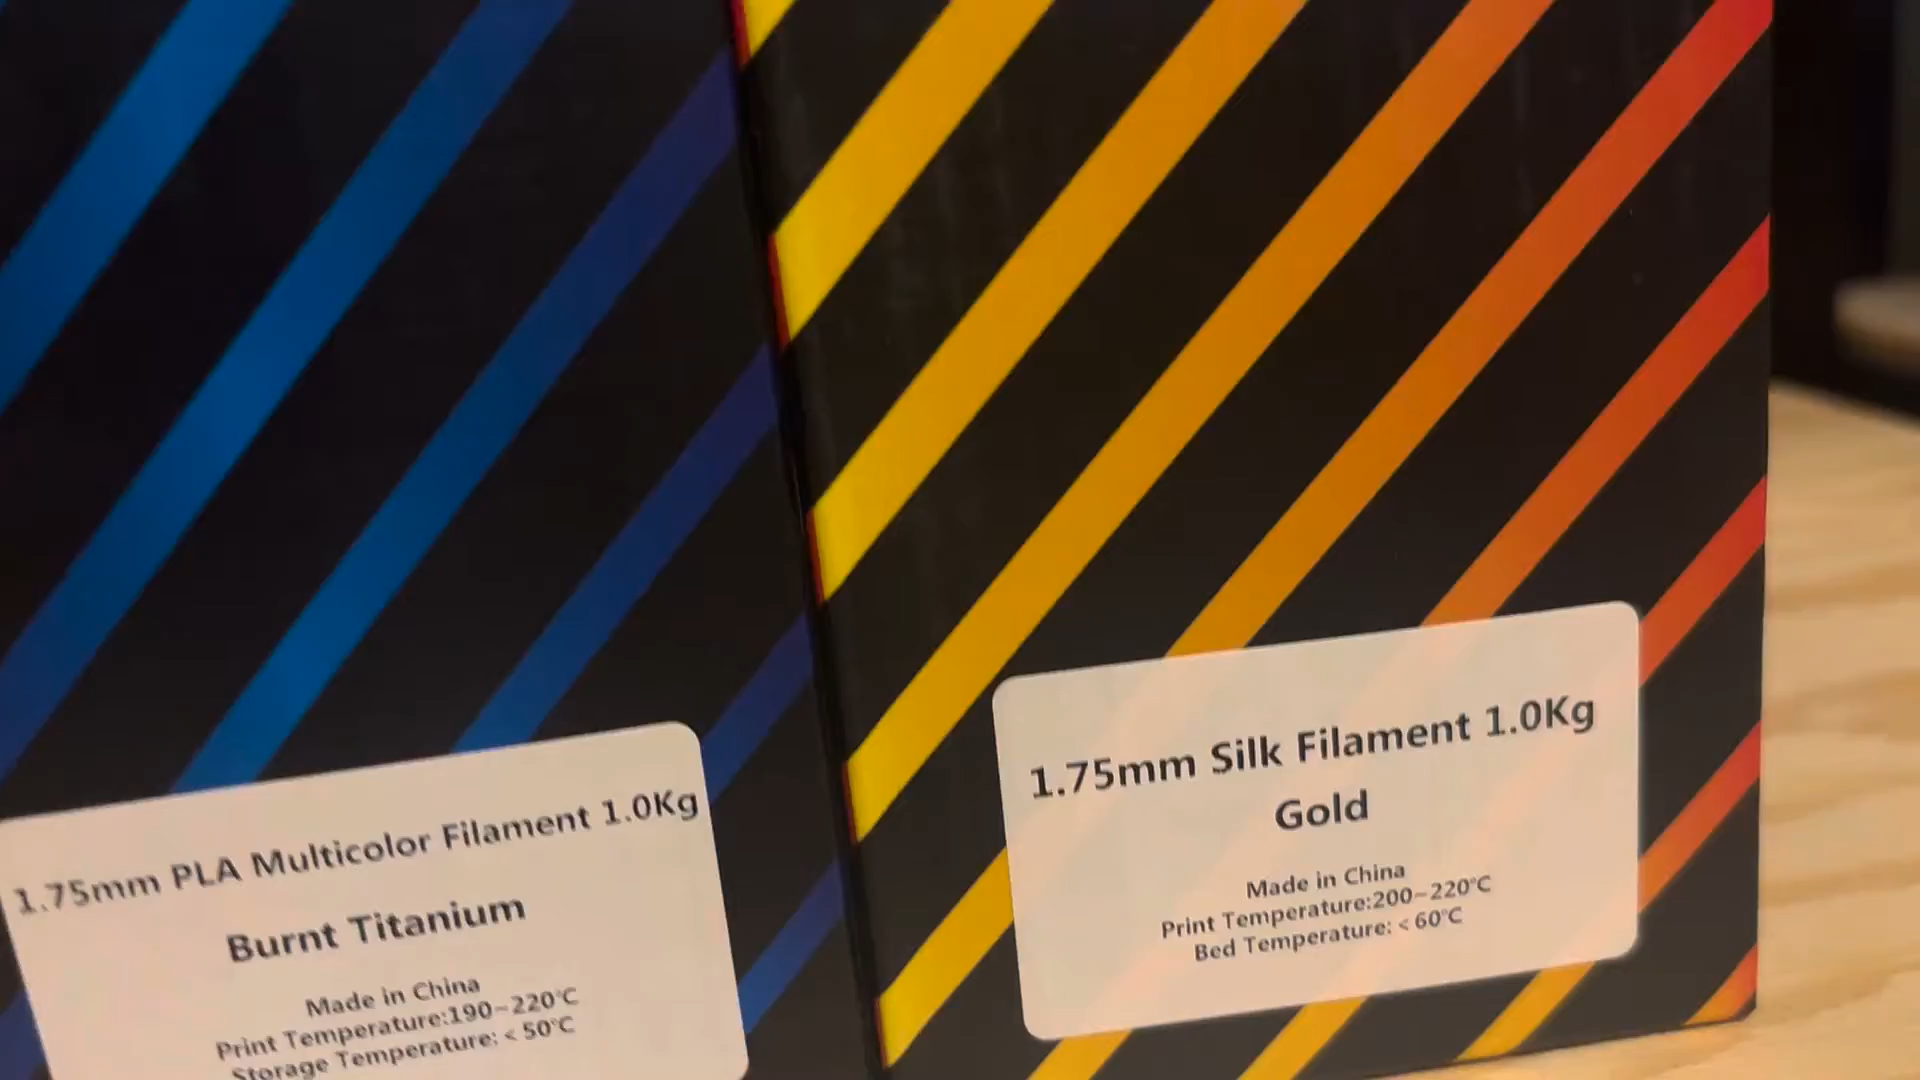 1.75mm PLA Multicolor Filament 1.0Kg
Burnt Titanium
Made in China
Print Temperature:190~220℃
Storage Temperature: < 50℃
1.75mm Silk Filament 1.0Kg
Gold
Made in China
Print Temperature:200~220℃
Bed Temperature: < 60℃